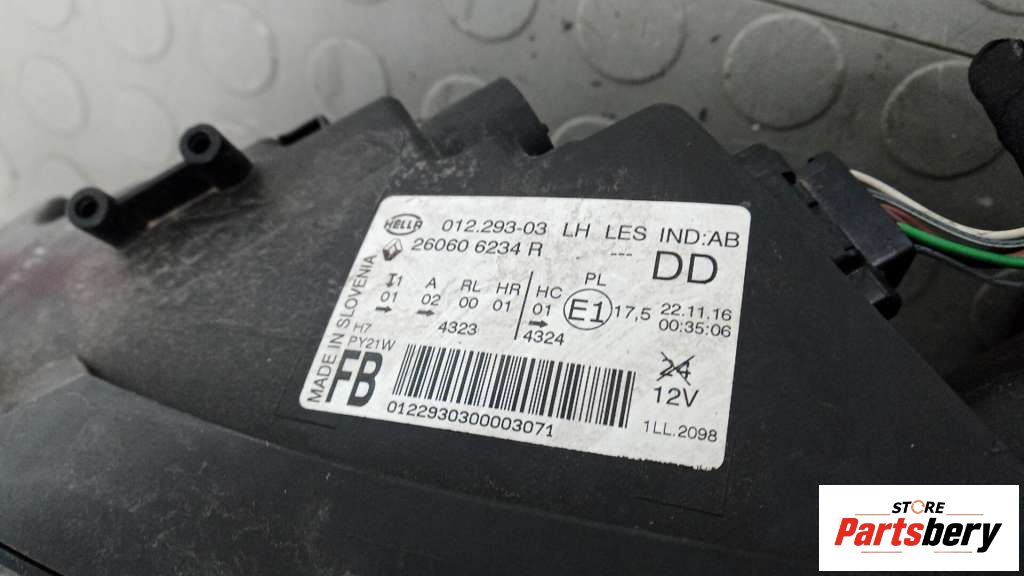 HELLA 012.293-03 LH LES IND:AB
26060 6234 R --- DD
MADE IN SLOVENIA
1 A RL HR HC PL
01 02 00 01 01 E1 17,5 22.11.16
00:35:06
4323 4324
H7
PY21W
FB
24
12V
01229303000003071
1LL.2098
STORE
Partsbery